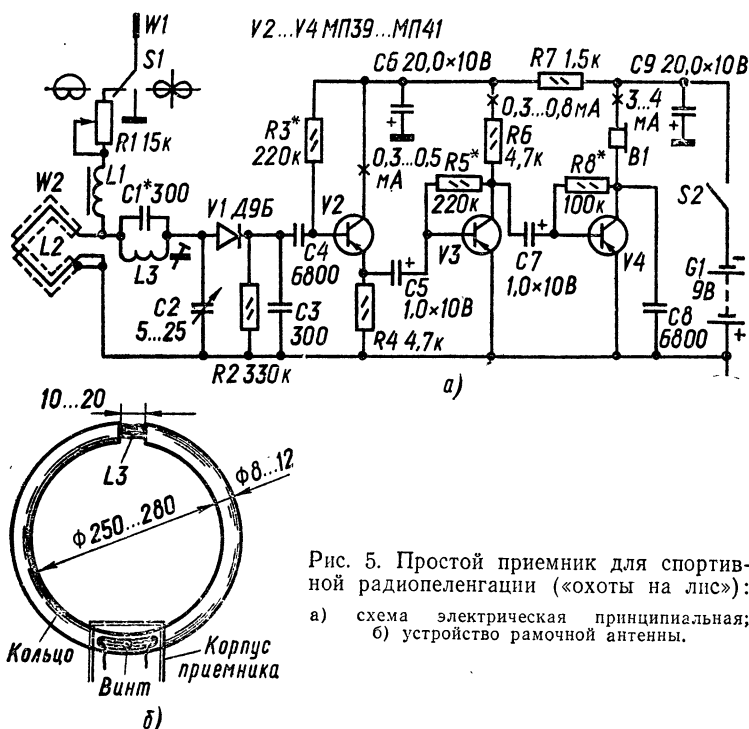 W1
V2...V4 МП39...МП41
S1
C6 20,0×10В
R7 1,5к
C9 20,0×10В
R1 15к
R3* 220к
0,3...0,5 мА
0,3...0,8 мА
R6 4,7к
3...4 мА
B1
W2
L1
C1* 300
V1 Д9Б
V2
R5* 220к
R8* 100к
S2
L2
L3
C4 6800
V3
C7 1,0×10В
V4
G1 9В
C2 5...25
C3 300
C5 1,0×10В
C8 6800
R2 330к
R4 4,7к
а)
10...20
L3
Ф8...12
Ф250...280
Кольцо
Корпус приемника
Винт
б)
Рис. 5. Простой приемник для спортив-
ной радиопеленгации («охоты на лис»):
а) схема электрическая принципиальная;
б) устройство рамочной антенны.